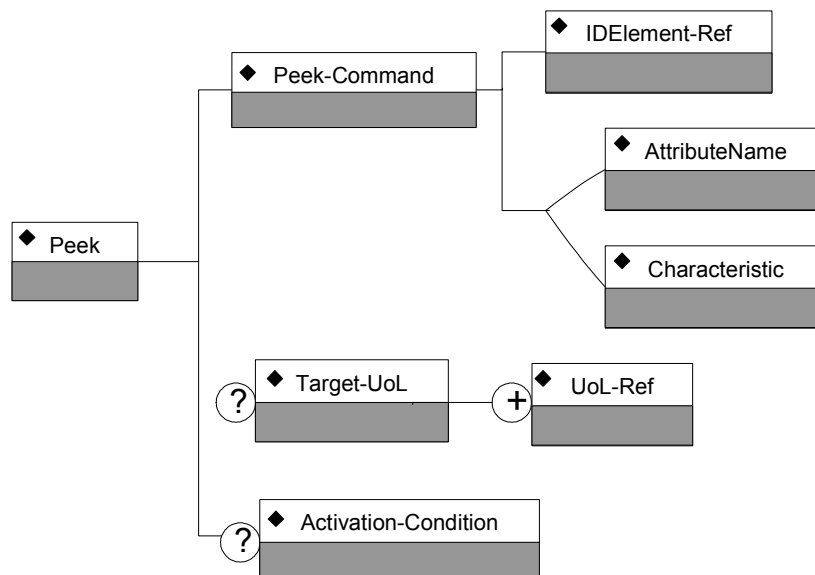 IDElement-Ref
Peek-Command
AttributeName
Peek
Characteristic
? Target-UoL
+ UoL-Ref
? Activation-Condition